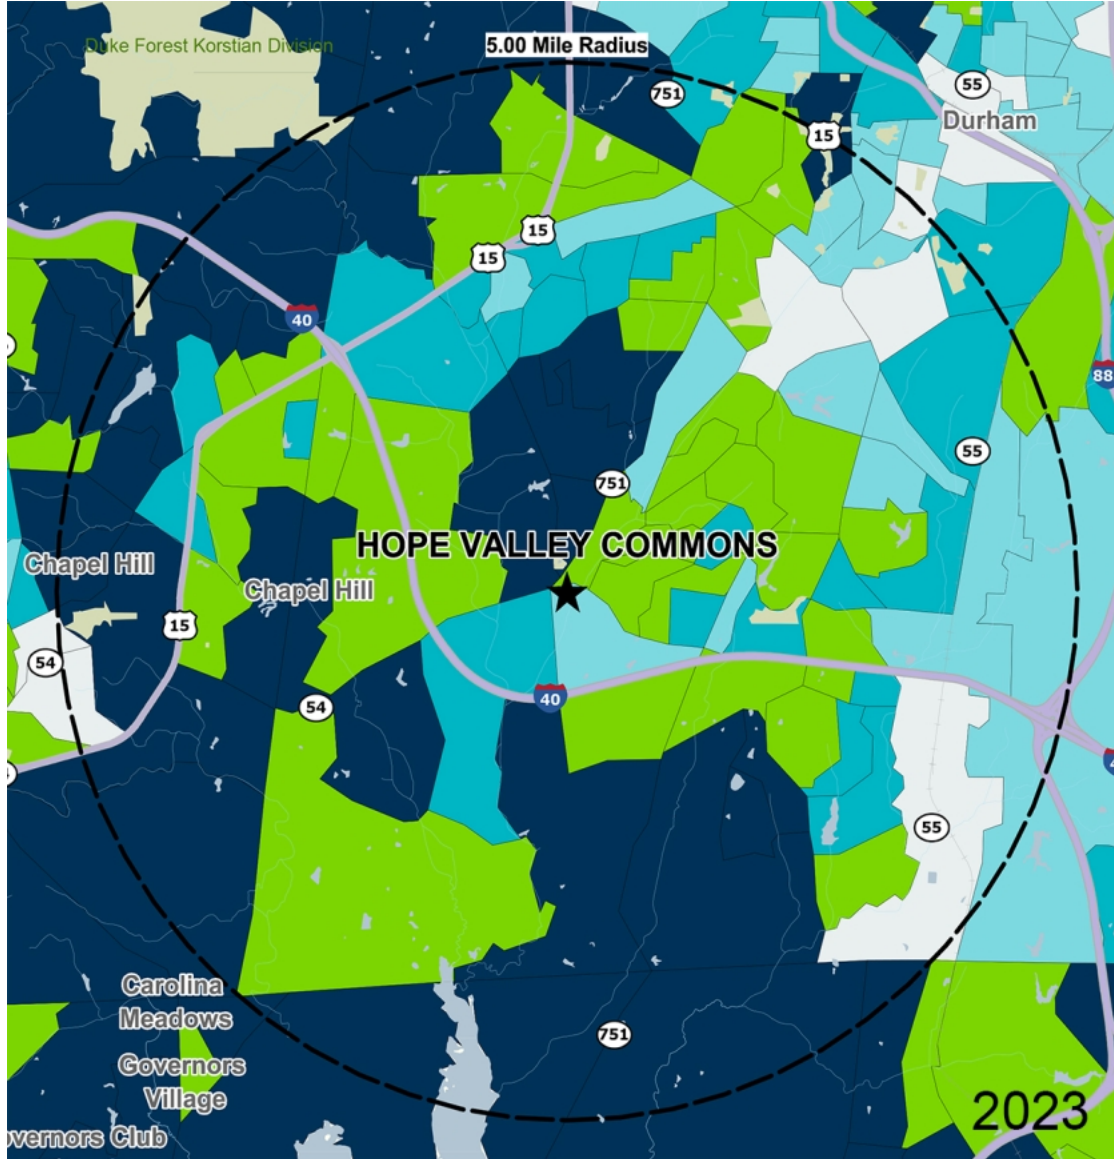 Duke Forest Korstian Division
5.00 Mile Radius
751
55
Durham
15
15
15
40
88
55
751
HOPE VALLEY COMMONS
Chapel Hill
Chapel Hill
15
54
40
54
55
Carolina
Meadows
751
Governors
Village
2023
overnors Club